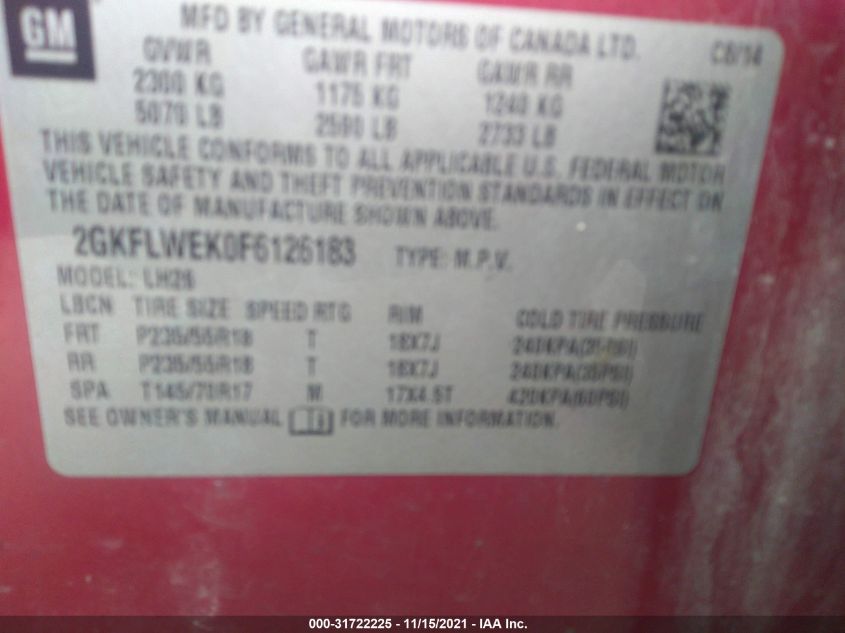 GM
MFD BY GENERAL MOTORS OF CANADA LTD. 08/14
GVWR GAWR FRT GAWR RR
2300 KG 1175 KG 1240 KG
5070 LB 2590 LB 2733 LB
THIS VEHICLE CONFORMS TO ALL APPLICABLE U.S. FEDERAL MOTOR
VEHICLE SAFETY AND THEFT PREVENTION STANDARDS IN EFFECT ON
THE DATE OF MANUFACTURE SHOWN ABOVE.
2GKFLWEK0F6126183 TYPE: M.P.V.
MODEL: LH26
LBCN TIRE SIZE SPEED RTG RIM COLD TIRE PRESSURE
FRT P235/55R18 T 18X7J 240KPA(35PSI)
RR P235/55R18 T 18X7J 240KPA(35PSI)
SPA T145/70R17 M 17X4.5T 420KPA(60PSI)
SEE OWNER'S MANUAL FOR MORE INFORMATION.
000-31722225 - 11/15/2021 - IAA Inc.